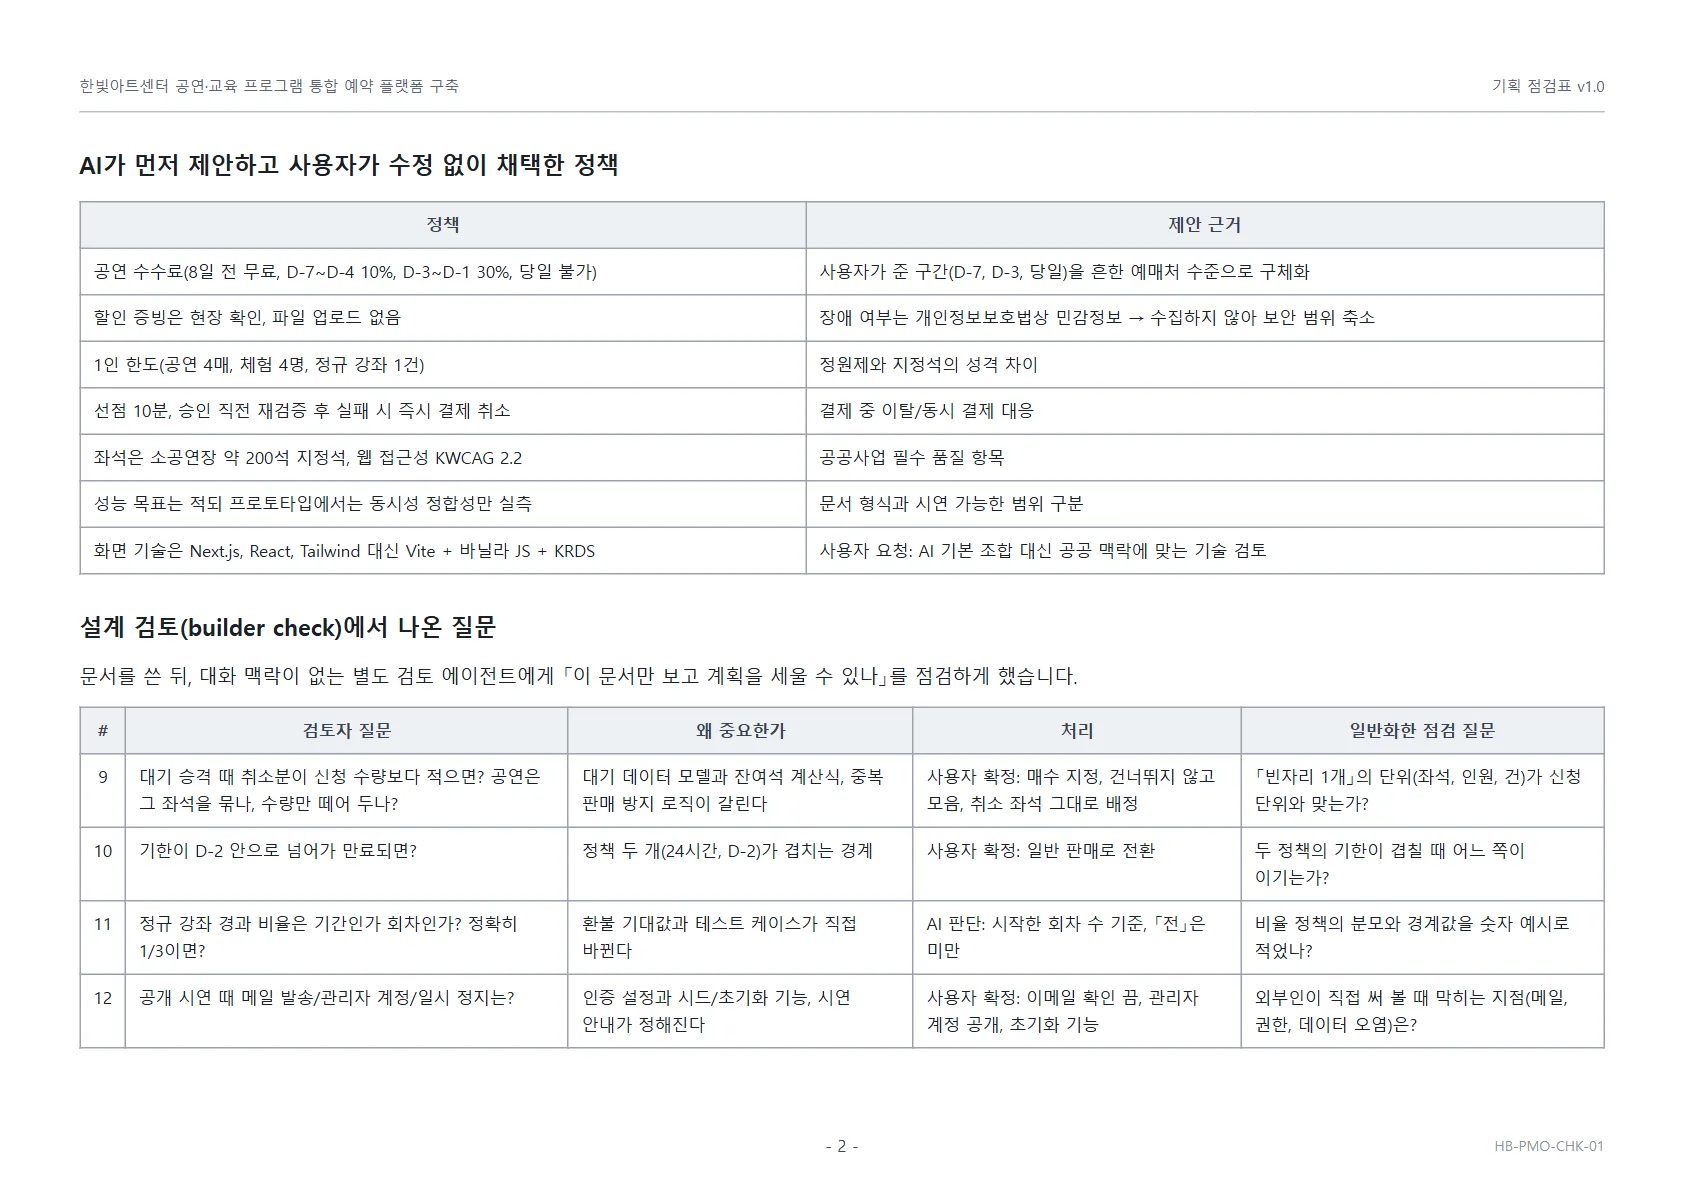 한빛아트센터 공연·교육 프로그램 통합 예약 플랫폼 구축
기획 점검표 v1.0
AI가 먼저 제안하고 사용자가 수정 없이 채택한 정책
정책
제안 근거
공연 수수료(8일 전 무료, D-7~D-4 10%, D-3~D-1 30%, 당일 불가)
사용자가 준 구간(D-7, D-3, 당일)을 흔한 예매처 수준으로 구체화
할인 증빙은 현장 확인, 파일 업로드 없음
장애 여부는 개인정보보호법상 민감정보 → 수집하지 않아 보안 범위 축소
1인 한도(공연 4매, 체험 4명, 정규 강좌 1건)
정원제와 지정석의 성격 차이
선점 10분, 승인 직전 재검증 후 실패 시 즉시 결제 취소
결제 중 이탈/동시 결제 대응
좌석은 소공연장 약 200석 지정석, 웹 접근성 KWCAG 2.2
공공사업 필수 품질 항목
성능 목표는 적되 프로토타입에서는 동시성 정합성만 실측
문서 형식과 시연 가능한 범위 구분
화면 기술은 Next.js, React, Tailwind 대신 Vite + 바닐라 JS + KRDS
사용자 요청: AI 기본 조합 대신 공공 맥락에 맞는 기술 검토
설계 검토(builder check)에서 나온 질문
문서를 쓴 뒤, 대화 맥락이 없는 별도 검토 에이전트에게 「이 문서만 보고 계획을 세울 수 있나」를 점검하게 했습니다.
#
검토자 질문
왜 중요한가
처리
일반화한 점검 질문
9
대기 승격 때 취소분이 신청 수량보다 적으면? 공연은
그 좌석을 묶나, 수량만 떼어 두나?
대기 데이터 모델과 잔여석 계산식, 중복
판매 방지 로직이 갈린다
사용자 확정: 매수 지정, 건너뛰지 않고
모음, 취소 좌석 그대로 배정
「빈자리 1개」의 단위(좌석, 인원, 건)가 신청
단위와 맞는가?
10
기한이 D-2 안으로 넘어가 만료되면?
정책 두 개(24시간, D-2)가 겹치는 경계
사용자 확정: 일반 판매로 전환
두 정책의 기한이 겹칠 때 어느 쪽이
이기는가?
11
정규 강좌 경과 비율은 기간인가 회차인가? 정확히
1/3이면?
환불 기대값과 테스트 케이스가 직접
바뀐다
AI 판단: 시작한 회차 수 기준, 「전」은
미만
비율 정책의 분모와 경계값을 숫자 예시로
적었나?
12
공개 시연 때 메일 발송/관리자 계정/일시 정지는?
인증 설정과 시드/초기화 기능, 시연
안내가 정해진다
사용자 확정: 이메일 확인 끔, 관리자
계정 공개, 초기화 기능
외부인이 직접 써 볼 때 막히는 지점(메일,
권한, 데이터 오염)은?
- 2 -
HB-PMO-CHK-01